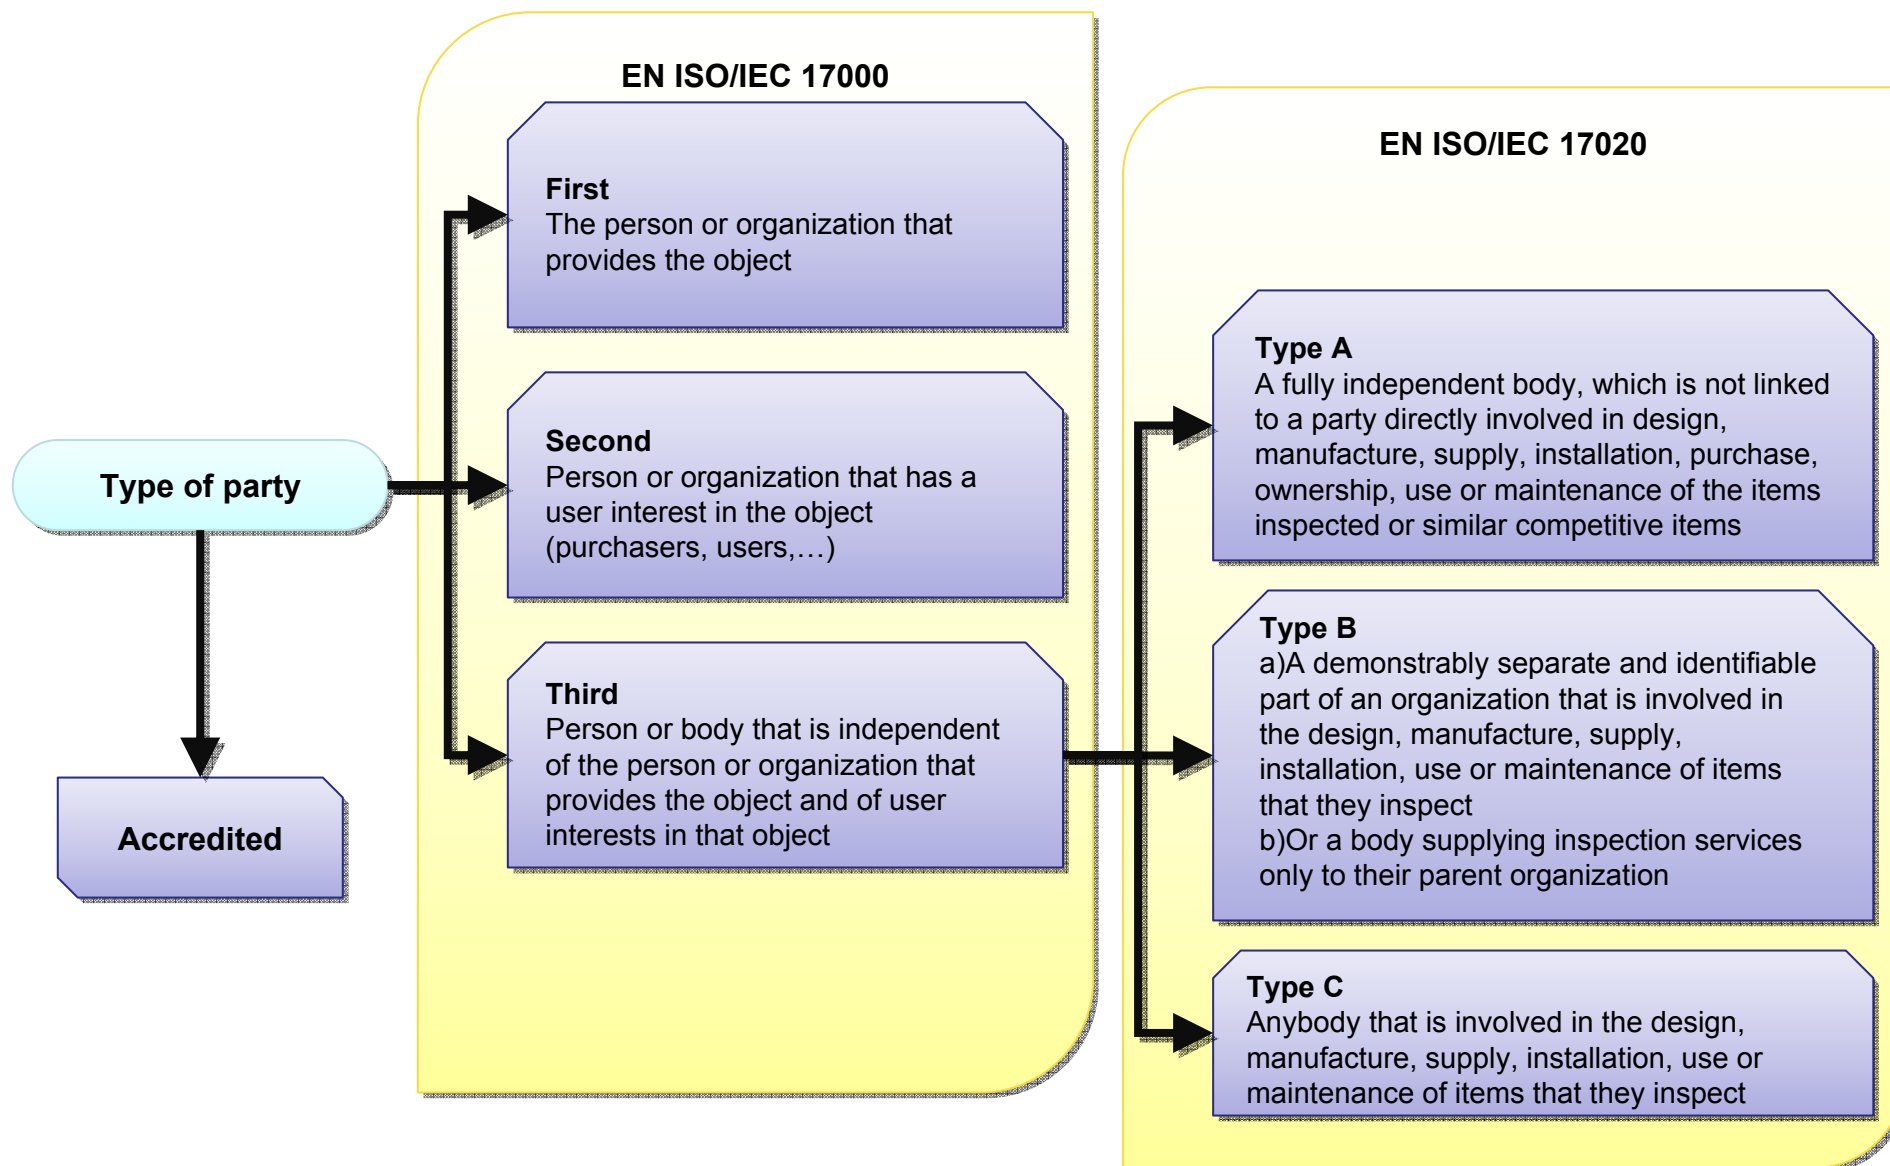 EN ISO/IEC 17000
First
The person or organization that
provides the object
Second
Person or organization that has a
user interest in the object
(purchasers, users,…)
Third
Person or body that is independent
of the person or organization that
provides the object and of user
interests in that object
Type of party
Accredited
EN ISO/IEC 17020
Type A
A fully independent body, which is not linked
to a party directly involved in design,
manufacture, supply, installation, purchase,
ownership, use or maintenance of the items
inspected or similar competitive items
Type B
a)A demonstrably separate and identifiable
part of an organization that is involved in
the design, manufacture, supply,
installation, use or maintenance of items
that they inspect
b)Or a body supplying inspection services
only to their parent organization
Type C
Anybody that is involved in the design,
manufacture, supply, installation, use or
maintenance of items that they inspect